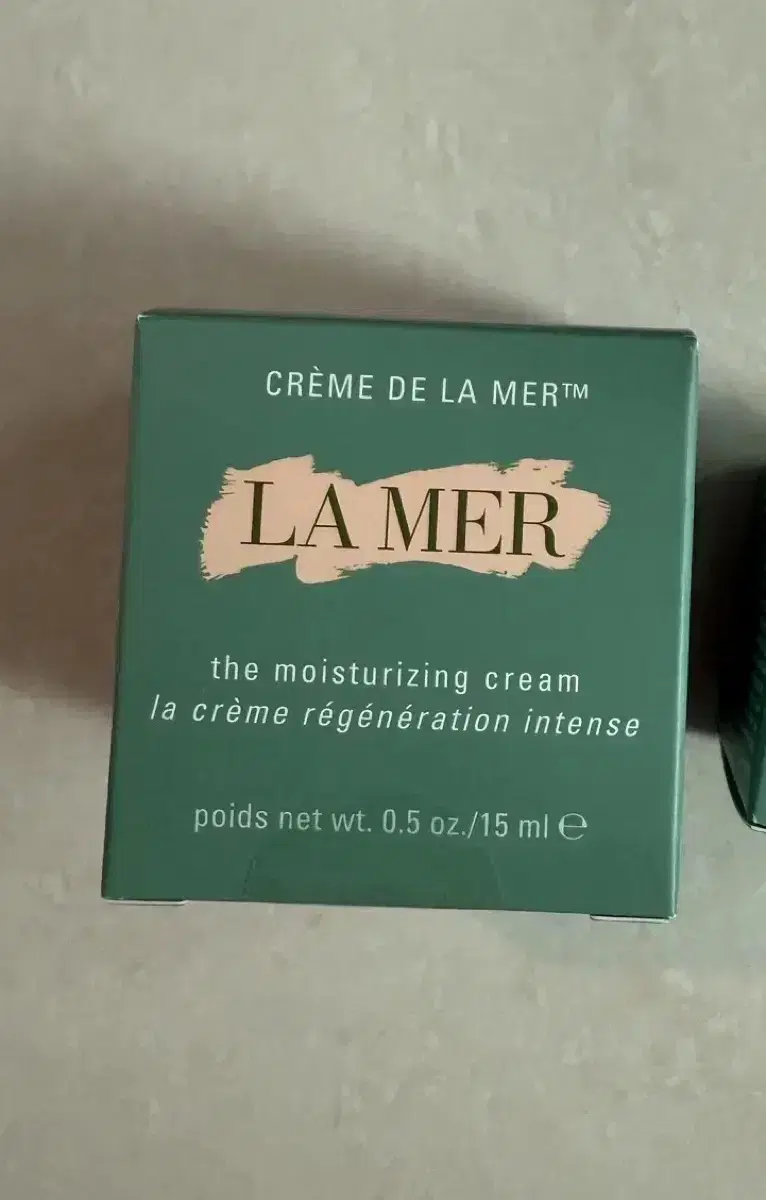 CRÈME DE LA MER™
LA MER
the moisturizing cream
la crème régénération intense
poids net wt. 0.5 oz./15 ml ℮